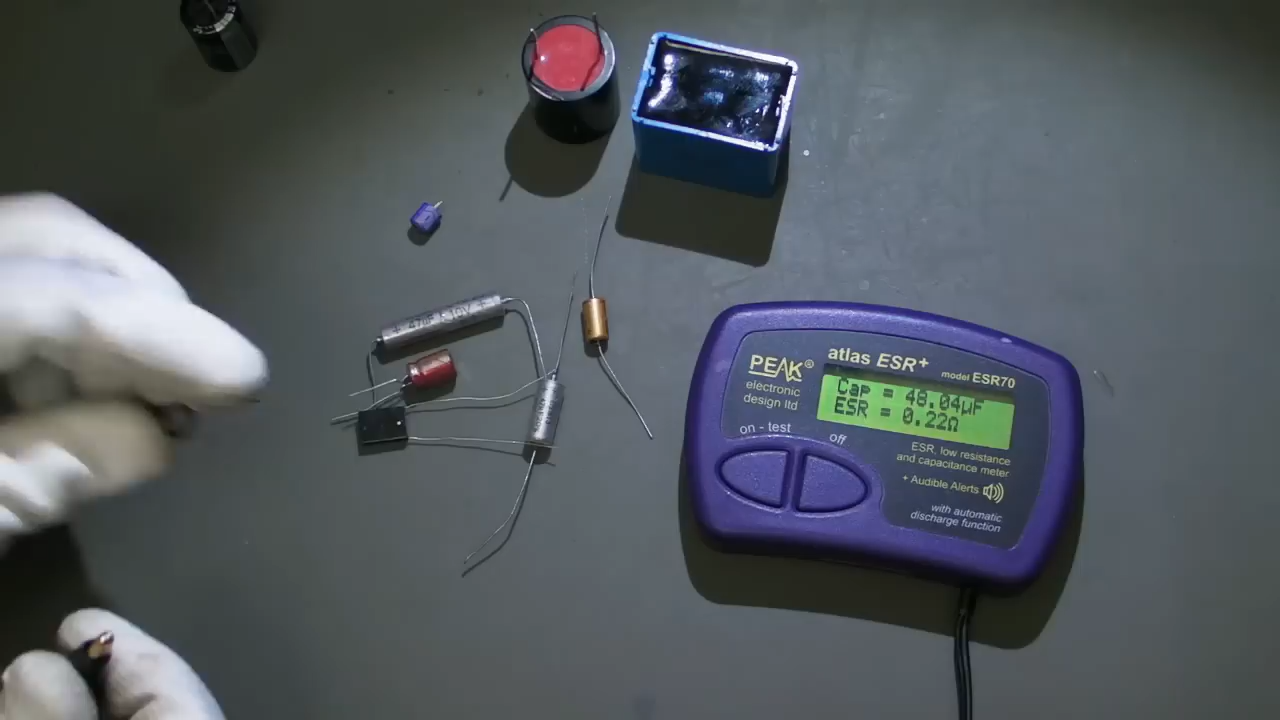 PEAK®
electronic
design ltd
atlas ESR+
model ESR70
Cap = 48.04µF
ESR = 0.22Ω
on - test
off
ESR, low resistance
and capacitance meter
+ Audible Alerts
with automatic
discharge function